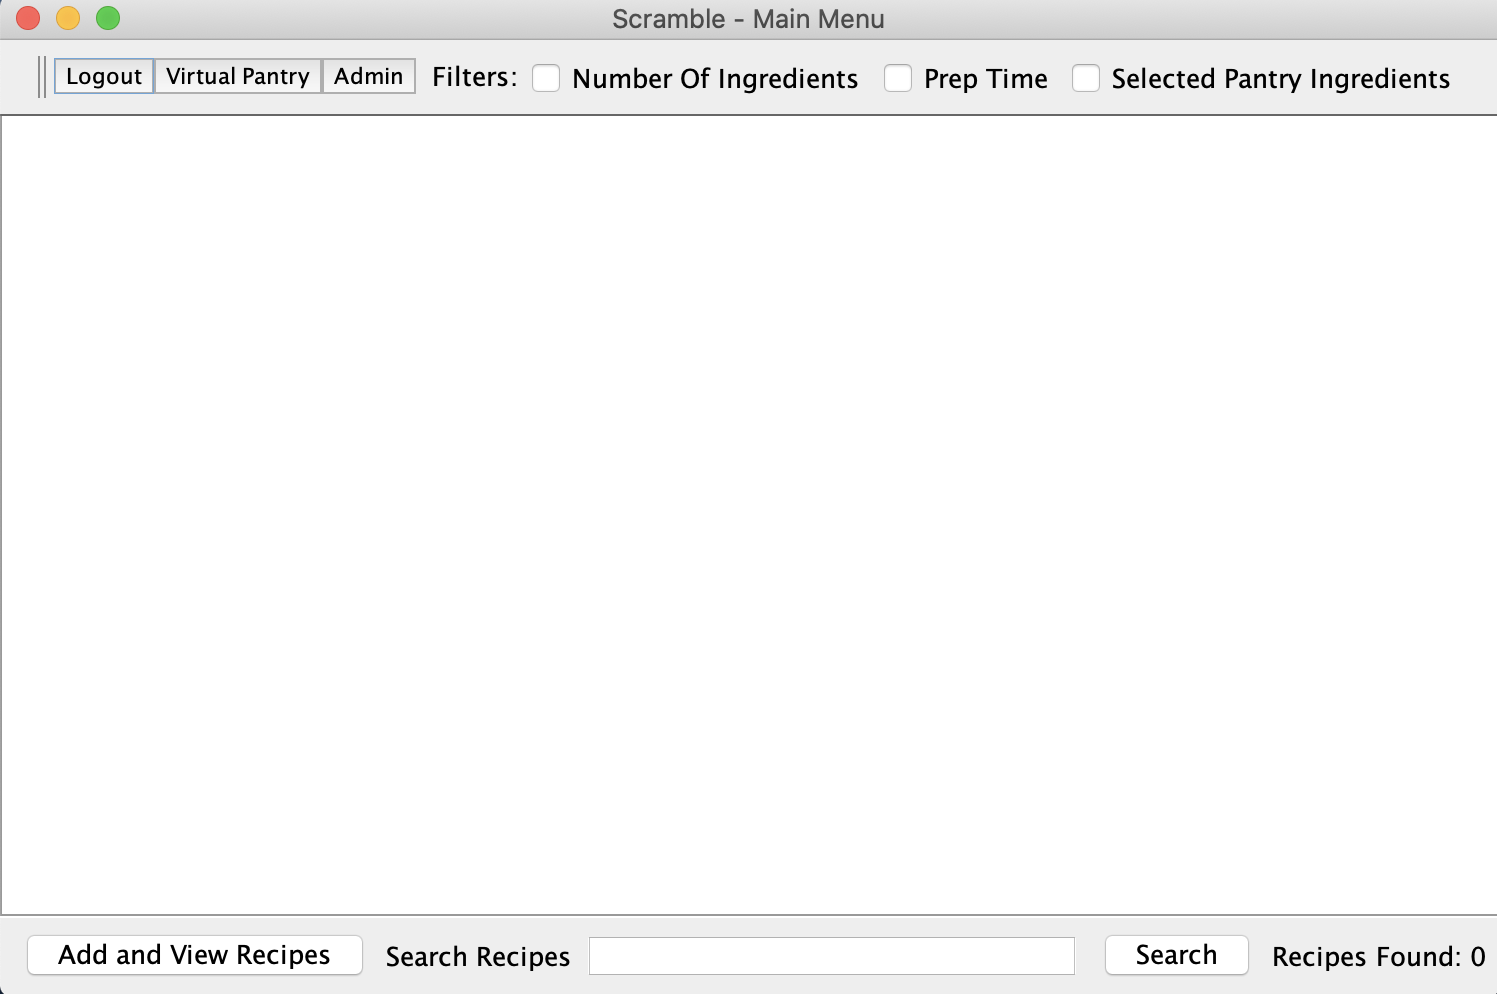 Scramble - Main Menu
Logout Virtual Pantry Admin Filters: Number Of Ingredients Prep Time Selected Pantry Ingredients
Add and View Recipes Search Recipes Search Recipes Found: 0